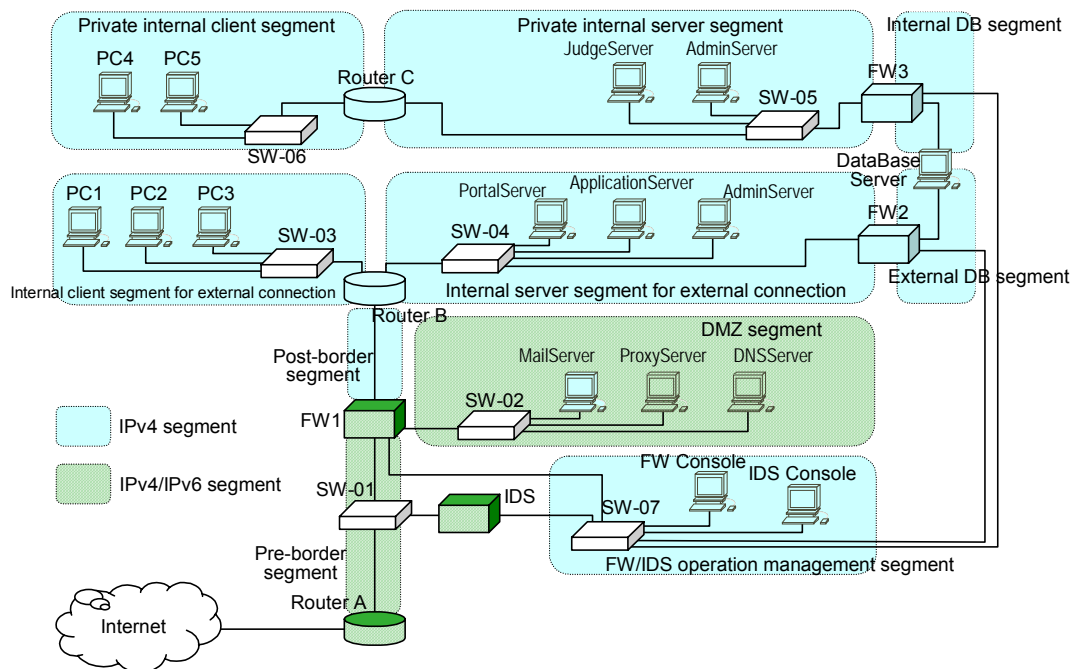 Private internal client segment
Private internal server segment
Internal DB segment
PC4
PC5
JudgeServer
AdminServer
Router C
FW3
SW-05
SW-06
DataBase
Server
PC1
PC2
PC3
PortalServer
ApplicationServer
AdminServer
SW-03
SW-04
FW2
Internal client segment for external connection
Internal server segment for external connection
External DB segment
Router B
DMZ segment
Post-border
segment
MailServer
ProxyServer
DNSServer
SW-02
FW1
IPv4 segment
IPv4/IPv6 segment
FW Console
IDS Console
SW-01
IDS
SW-07
Pre-border
segment
FW/IDS operation management segment
Router A
Internet